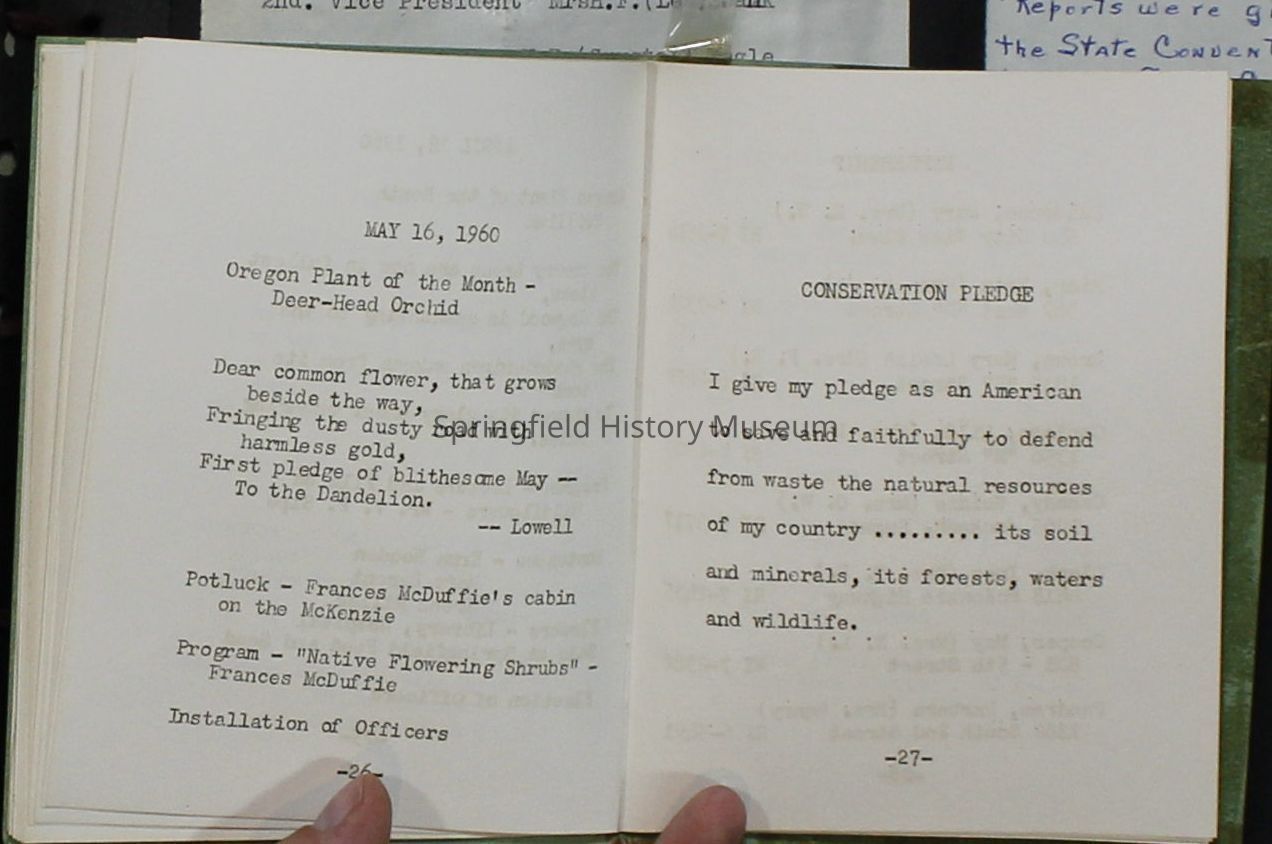 2nd. Vice President
Reports were
the State
MAY 16, 1960
Oregon Plant of the Month -
Deer-Head Orchid
Dear common flower, that grows
beside the way,
Fringing the dusty road with
harmless gold,
First pledge of blithesome May --
To the Dandelion.
-- Lowell
Potluck - Frances McDuffie's cabin
on the McKenzie
Program - "Native Flowering Shrubs" -
Frances McDuffie
Installation of Officers
-26-
CONSERVATION PLEDGE
I give my pledge as an American
to save and faithfully to defend
from waste the natural resources
of my country ......... its soil
and minerals, its forests, waters
and wildlife.
-27-
Springfield History Museum